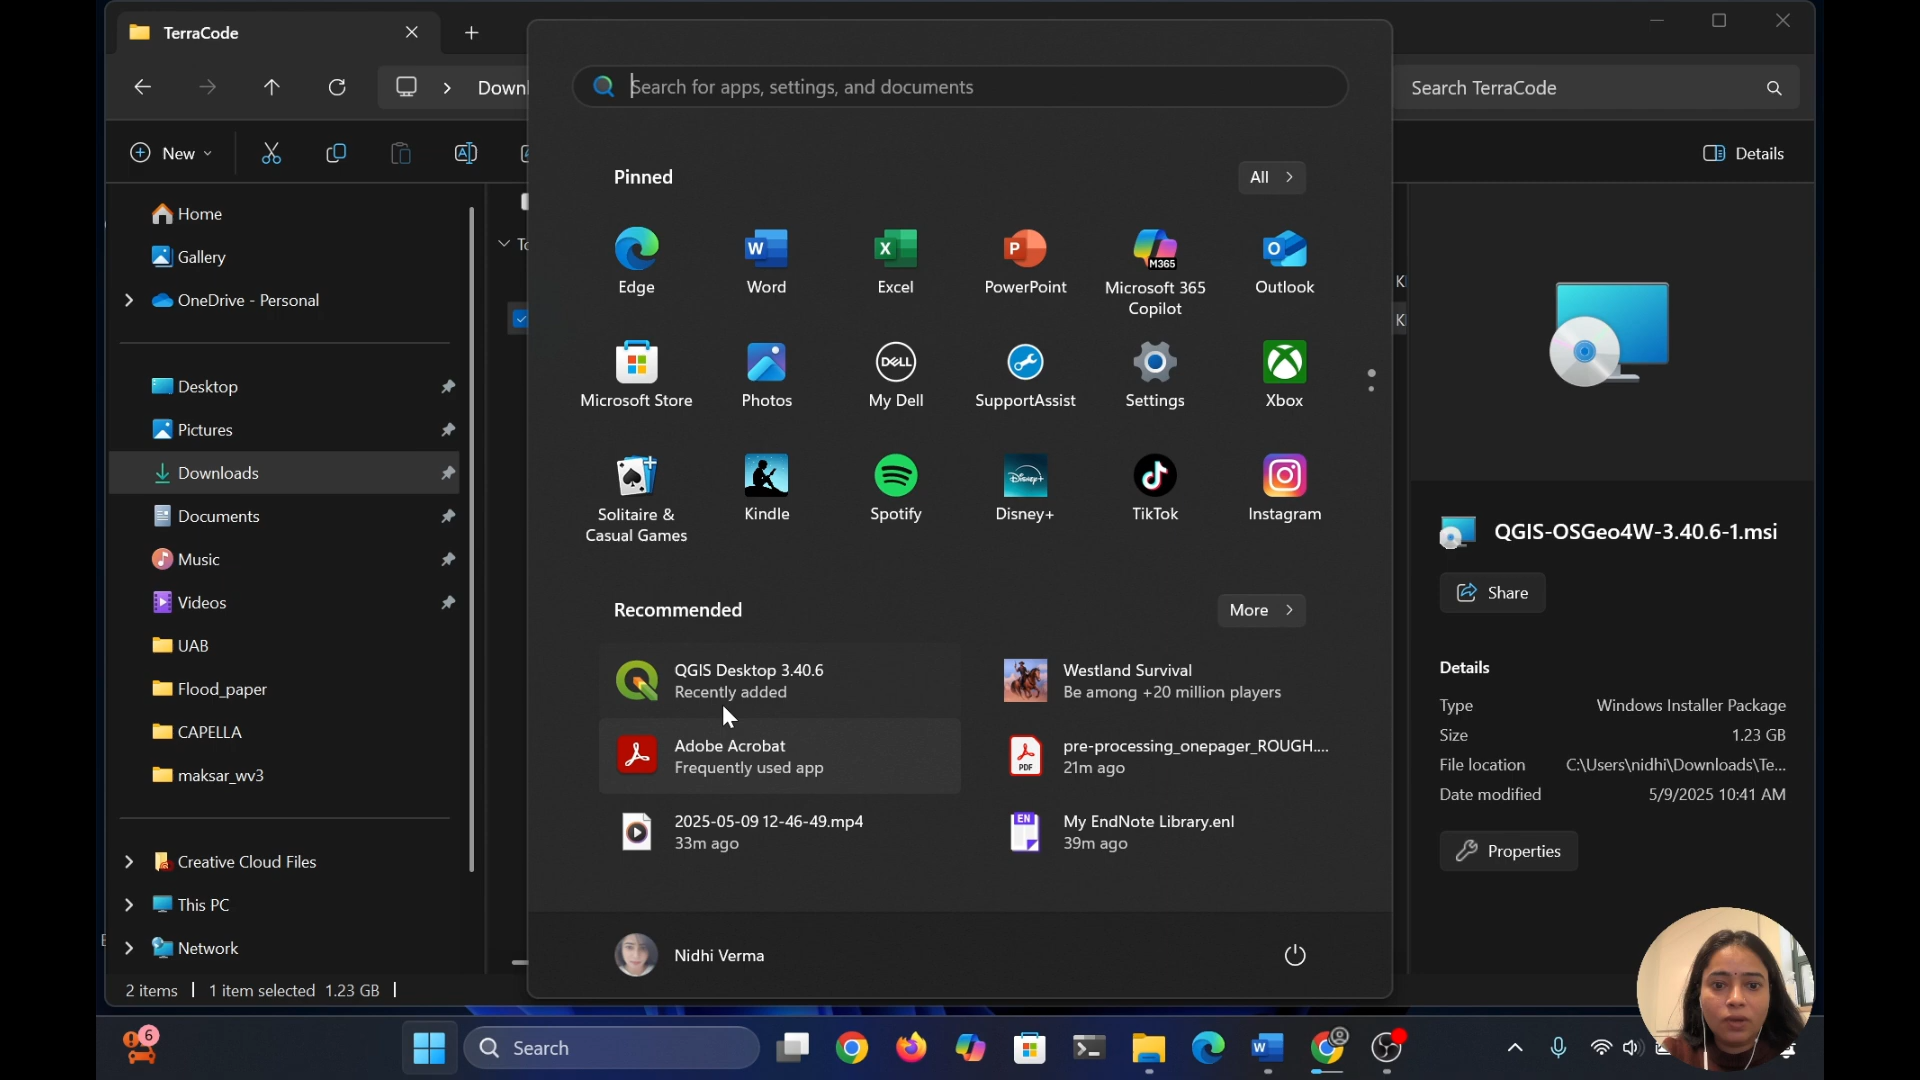 TerraCode
Downl
Search TerraCode
Search for apps, settings, and documents
New
Details
Pinned
All
Home
Gallery
OneDrive - Personal
Desktop
Pictures
Downloads
Documents
Music
Videos
UAB
Flood_paper
CAPELLA
maksar_wv3
Creative Cloud Files
This PC
Network
2 items
1 item selected 1.23 GB
Edge
W
Word
X
Excel
P
PowerPoint
M365
Microsoft 365
Copilot
O
Outlook
Microsoft Store
Photos
DELL
My Dell
SupportAssist
Settings
Xbox
Solitaire &
Casual Games
Kindle
Spotify
Disney+
Disney+
TikTok
Instagram
Recommended
More
QGIS Desktop 3.40.6
Recently added
Westland Survival
Be among +20 million players
Adobe Acrobat
Frequently used app
PDF
pre-processing_onepager_ROUGH....
21m ago
2025-05-09 12-46-49.mp4
33m ago
EN
My EndNote Library.enl
39m ago
Nidhi Verma
QGIS-OSGeo4W-3.40.6-1.msi
Share
Details
Type Windows Installer Package
Size 1.23 GB
File location C:\Users\nidhi\Downloads\Te...
Date modified 5/9/2025 10:41 AM
Properties
6
Search
W